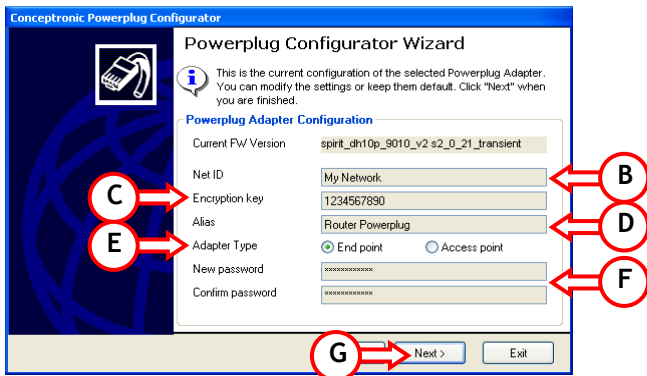 Conceptronic Powerplug Configurator
Powerplug Configurator Wizard
This is the current configuration of the selected Powerplug Adapter.
You can modify the settings or keep them default. Click "Next" when
you are finished.
Powerplug Adapter Configuration
Current FW Version spirit_dh10p_9010_v2 s2_0_21_transient
Net ID My Network B
C Encryption key 1234567890
Alias Router Powerplug D
E Adapter Type End point Access point
New password xxxxxxxxxxxx
F
Confirm password xxxxxxxxxxxx
G Next > Exit